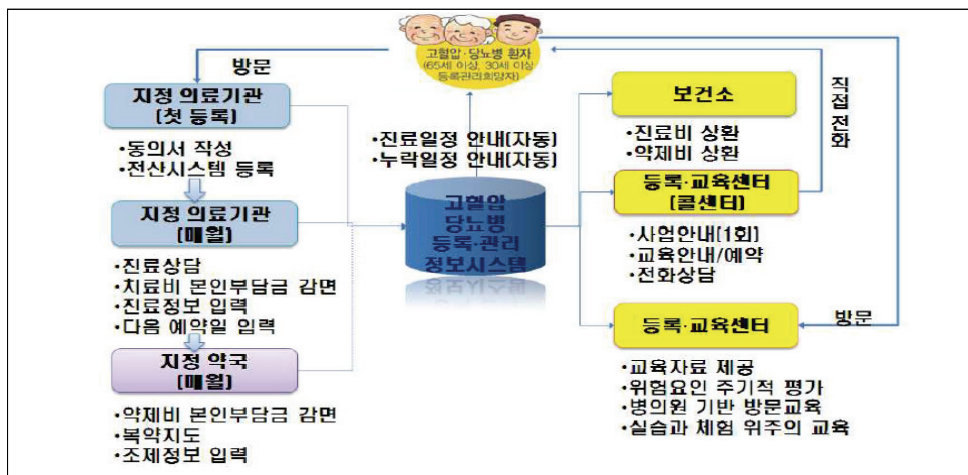 고혈압·당뇨병 환자
(65세 이상, 30세 이상
등록관리희망자)
방문
지정 의료기관
(첫 등록)
•동의서 작성
•전산시스템 등록
지정 의료기관
(매월)
•진료상담
•치료비 본인부담금 감면
•진료정보 입력
•다음 예약일 입력
지정 약국
(매월)
•약제비 본인부담금 감면
•복약지도
•조제정보 입력
•진료일정 안내(자동)
•누락일정 안내(자동)
고혈압
당뇨병
등록·관리
정보시스템
보건소
•진료비 상환
•약제비 상환
등록·교육센터
(콜센터)
•사험안내(1회)
•교육안내/예약
•전화상담
직접 전화
등록·교육센터
방문
•교육자료 제공
•위험요인 주기적 평가
•병의원 기반 방문교육
•실습과 체험 위주의 교육